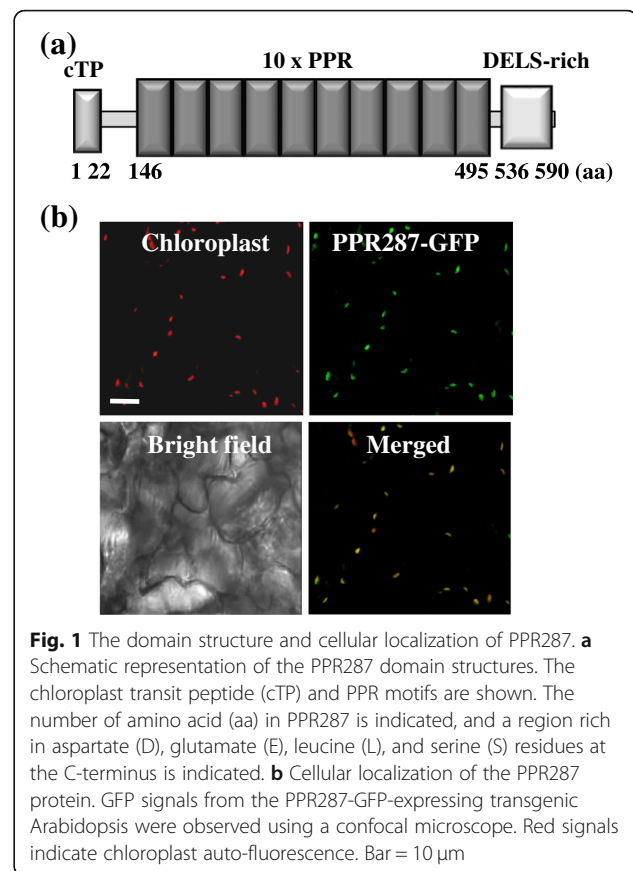 (a)
cTP
10 x PPR
DELS-rich
1 22 146 495 536 590 (aa)
(b)
Chloroplast
PPR287-GFP
Bright field
Merged
Fig. 1 The domain structure and cellular localization of PPR287. a
Schematic representation of the PPR287 domain structures. The
chloroplast transit peptide (cTP) and PPR motifs are shown. The
number of amino acid (aa) in PPR287 is indicated, and a region rich
in aspartate (D), glutamate (E), leucine (L), and serine (S) residues at
the C-terminus is indicated. b Cellular localization of the PPR287
protein. GFP signals from the PPR287-GFP-expressing transgenic
Arabidopsis were observed using a confocal microscope. Red signals
indicate chloroplast auto-fluorescence. Bar = 10 μm